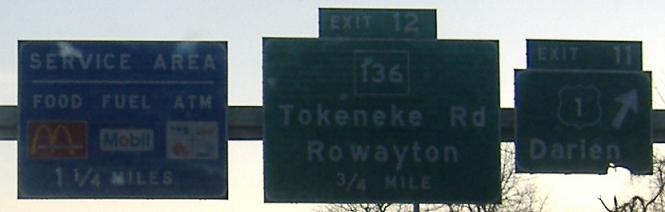 SERVICE AREA
FOOD FUEL ATM
Mobil
1 1/4 MILES
EXIT 12
136
Tokeneke Rd
Rowayton
3/4 MILE
EXIT 11
1
Darien